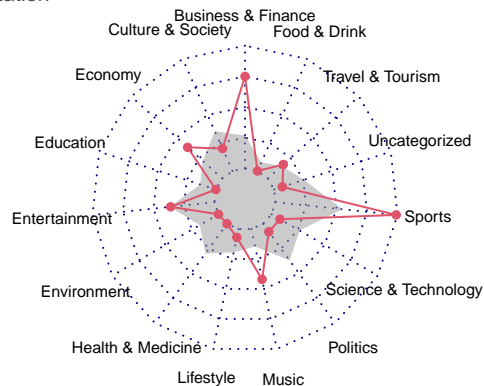 Business & Finance
Culture & Society
Food & Drink
Economy
Travel & Tourism
Education
Uncategorized
Entertainment
Sports
Environment
Science & Technology
Health & Medicine
Politics
Lifestyle
Music